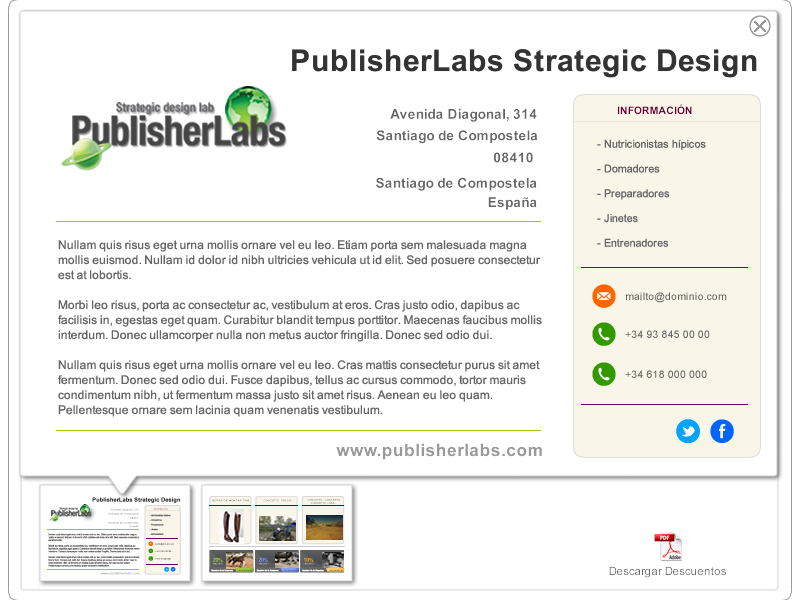 PublisherLabs Strategic Design
Strategic design lab
PublisherLabs
Avenida Diagonal, 314
Santiago de Compostela
08410
Santiago de Compostela
España
Nullam quis risus eget urna mollis ornare vel eu leo. Etiam porta sem malesuada magna
mollis euismod. Nullam id dolor id nibh ultricies vehicula ut id elit. Sed posuere consectetur
est at lobortis.
Morbi leo risus, porta ac consectetur ac, vestibulum at eros. Cras justo odio, dapibus ac
facilisis in, egestas eget quam. Curabitur blandit tempus porttitor. Maecenas faucibus mollis
interdum. Donec ullamcorper nulla non metus auctor fringilla. Donec sed odio dui.
Nullam quis risus eget urna mollis ornare vel eu leo. Cras mattis consectetur purus sit amet
fermentum. Donec sed odio dui. Fusce dapibus, tellus ac cursus commodo, tortor mauris
condimentum nibh, ut fermentum massa justo sit amet risus. Aenean eu leo quam.
Pellentesque ornare sem lacinia quam venenatis vestibulum.
www.publisherlabs.com
INFORMACIÓN
- Nutricionistas hípicos
- Domadores
- Preparadores
- Jinetes
- Entrenadores
mailto@dominio.com
+34 93 845 00 00
+34 618 000 000
PublisherLabs Strategic Design
PublisherLabs
www.publisherlabs.com
PDF
Adobe
Descargar Descuentos